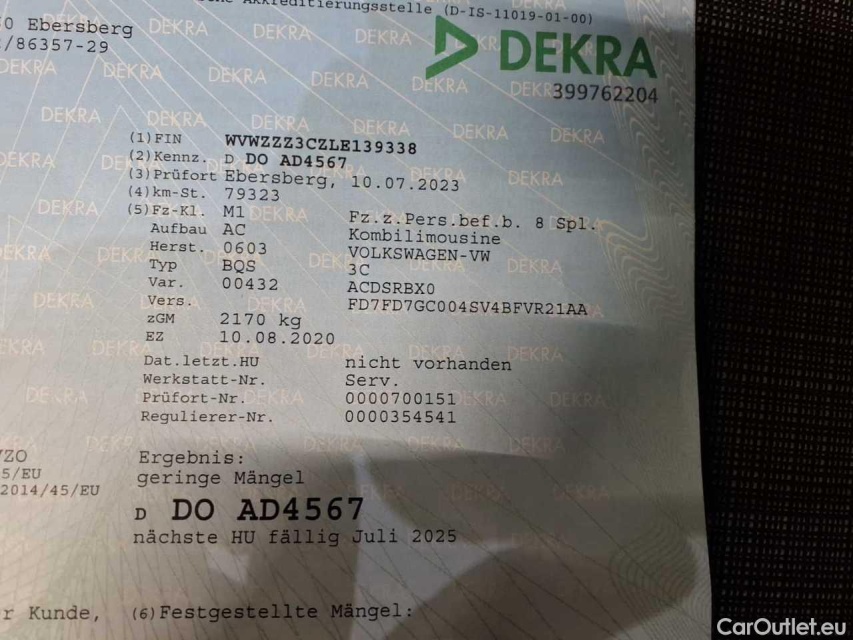 Akkreditierungsstelle (D-IS-11019-01-00)
0 Ebersberg
/86357-29
DEKRA
399762204
(1)FIN WVWZZZ3CZLE139338
(2)Kennz. D DO AD4567
(3)Prüfort Ebersberg, 10.07.2023
(4)km-St. 79323
(5)Fz-Kl. M1 Fz.z.Pers.bef.b. 8 Spl.
Aufbau AC Kombilimousine
Herst. 0603 VOLKSWAGEN-VW
Typ BQS 3C
Var. 00432 ACDSRBX0
Vers. FD7FD7GC004SV4BFVR21AA
zGM 2170 kg
EZ 10.08.2020
Dat.letzt.HU nicht vorhanden
Werkstatt-Nr. Serv.
Prüfort-Nr. 0000700151
Regulierer-Nr. 0000354541
VZO
5/EU
2014/45/EU
Ergebnis:
geringe Mängel
D DO AD4567
nächste HU fällig Juli 2025
r Kunde, (6)Festgestellte Mängel:
CarOutlet.eu